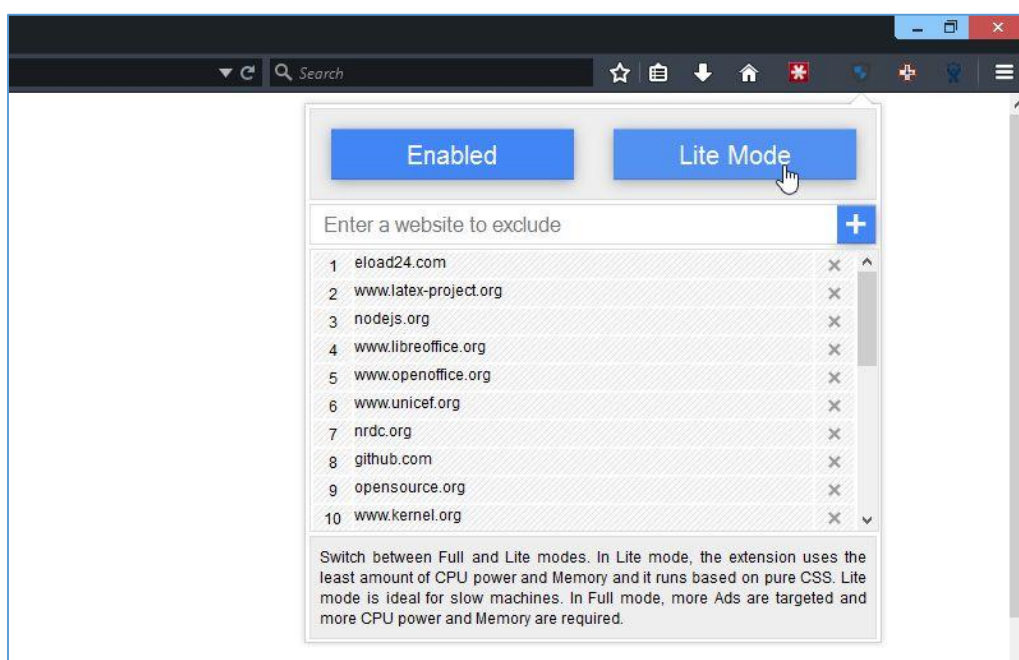 Search
Enabled
Lite Mode
Enter a website to exclude
1 eload24.com
2 www.latex-project.org
3 nodejs.org
4 www.libreoffice.org
5 www.openoffice.org
6 www.unicef.org
7 nrdc.org
8 github.com
9 opensource.org
10 www.kernel.org
Switch between Full and Lite modes. In Lite mode, the extension uses the
least amount of CPU power and Memory and it runs based on pure CSS. Lite
mode is ideal for slow machines. In Full mode, more Ads are targeted and
more CPU power and Memory are required.